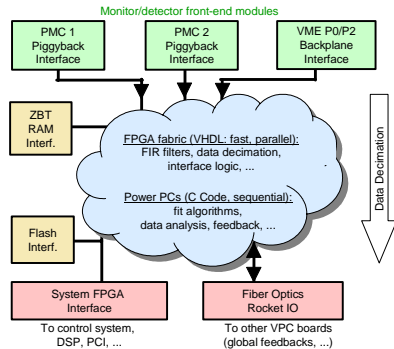 Monitor/detector front-end modules
PMC 1
Piggyback
Interface
PMC 2
Piggyback
Interface
VME P0/P2
Backplane
Interface
ZBT
RAM
Interf.
FPGA fabric (VHDL: fast, parallel):
FIR filters, data decimation,
interface logic, ...
Power PCs (C Code, sequential):
fit algorithms,
data analysis, feedback, ...
Data Decimation
Flash
Interf.
System FPGA
Interface
Fiber Optics
Rocket IO
To control system,
DSP, PCI, ...
To other VPC boards
(global feedbacks, ...)